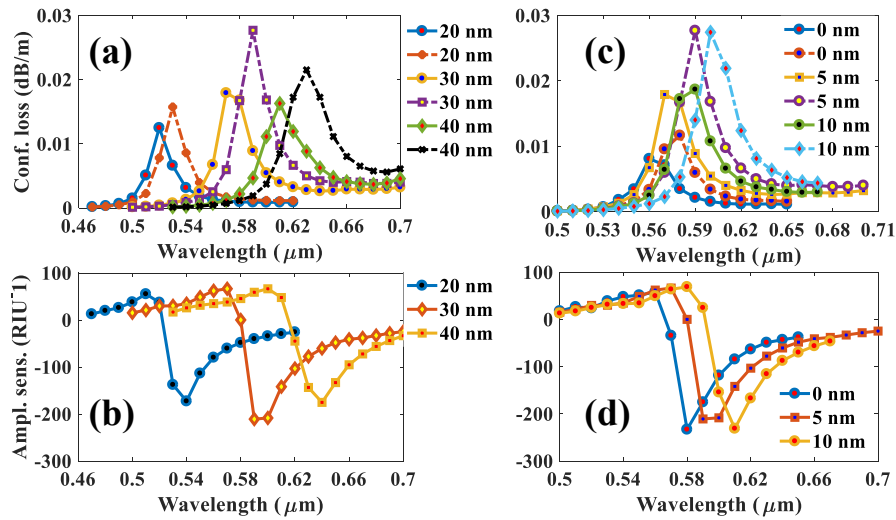 (a)
Conf. loss (dB/m)
0.03
0.02
0.01
0
0.46 0.5 0.54 0.58 0.62 0.66 0.7
Wavelength (μm)
20 nm
20 nm
30 nm
30 nm
40 nm
40 nm
(c)
0.03
0.02
0.01
0
0.5 0.53 0.56 0.59 0.62 0.65 0.68 0.71
Wavelength (μm)
0 nm
0 nm
5 nm
5 nm
10 nm
10 nm
(b)
Ampl. sens. (RIU-1)
100
0
-100
-200
-300
0.46 0.5 0.54 0.58 0.62 0.66 0.7
Wavelength (μm)
20 nm
30 nm
40 nm
(d)
100
0
-100
-200
-300
0.5 0.54 0.58 0.62 0.66 0.7
Wavelength (μm)
0 nm
5 nm
10 nm